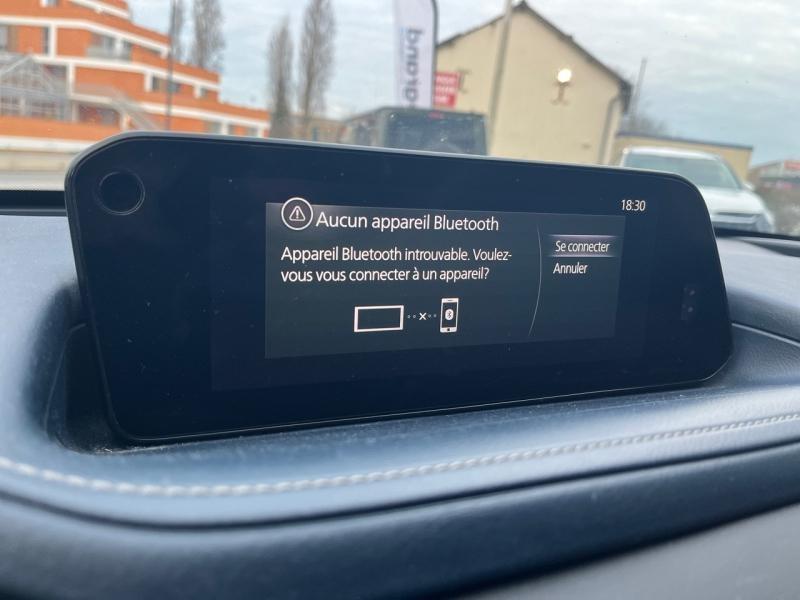 18:30
Aucun appareil Bluetooth
Appareil Bluetooth introuvable. Voulez-
vous vous connecter à un appareil?
Se connecter
Annuler